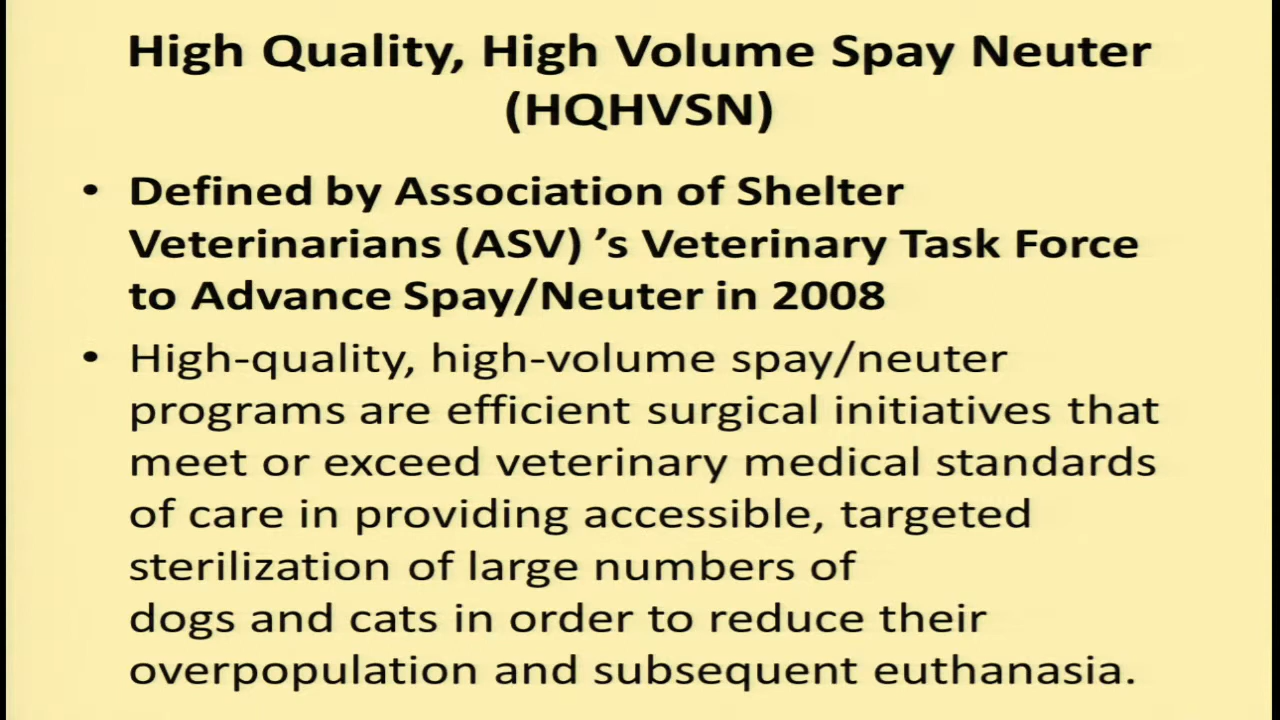 High Quality, High Volume Spay Neuter
(HQHVSN)
• Defined by Association of Shelter
Veterinarians (ASV) ’s Veterinary Task Force
to Advance Spay/Neuter in 2008
• High-quality, high-volume spay/neuter
programs are efficient surgical initiatives that
meet or exceed veterinary medical standards
of care in providing accessible, targeted
sterilization of large numbers of
dogs and cats in order to reduce their
overpopulation and subsequent euthanasia.